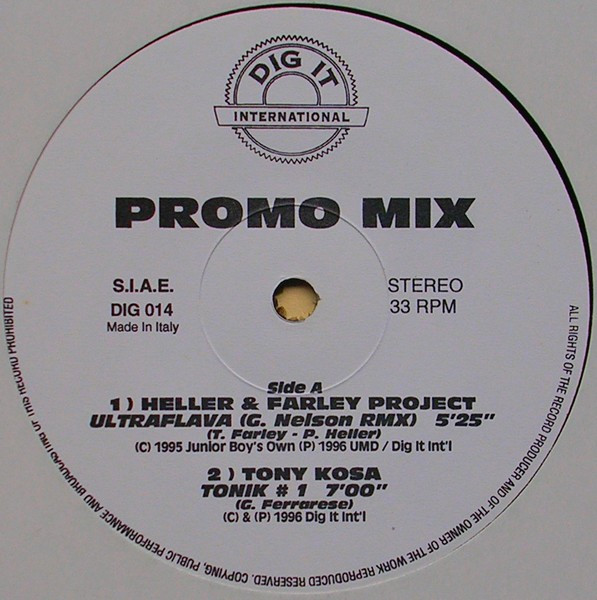 DIG IT
INTERNATIONAL
PROMO MIX
S.I.A.E.
DIG 014
Made In Italy
STEREO
33 RPM
Side A
1) HELLER & FARLEY PROJECT
ULTRAFLAVA (G. Nelson RMX) 5'25"
(T. Farley - P. Heller)
(C) 1995 Junior Boy's Own (P) 1996 UMD / Dig It Int'l
2) TONY KOSA
TONIK # 1 7'00"
(G. Ferrarese)
(C) & (P) 1996 Dig It Int'l
ALL RIGHTS OF THE RECORD PRODUCER AND OF THE OWNER OF THE WORK REPRODUCED RESERVED. COPYING, PUBLIC PERFORMANCE AND BROADCASTING OF THIS RECORD PROHIBITED